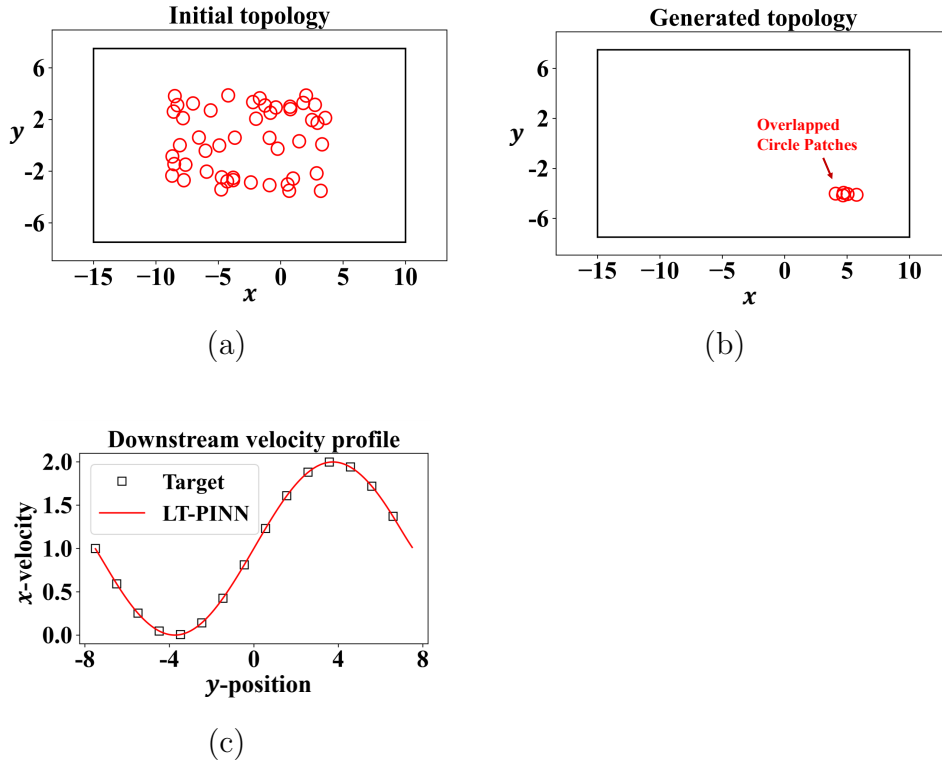 Initial topology
6
2
y
−2
−6
−15 −10 −5 0 5 10
x
(a)
Generated topology
6
2
y
−2
−6
Overlapped
Circle Patches
−15 −10 −5 0 5 10
x
(b)
Downstream velocity profile
2.0
1.5
1.0
0.5
0.0
x-velocity
Target
LT-PINN
-8 -4 0 4 8
y-position
(c)